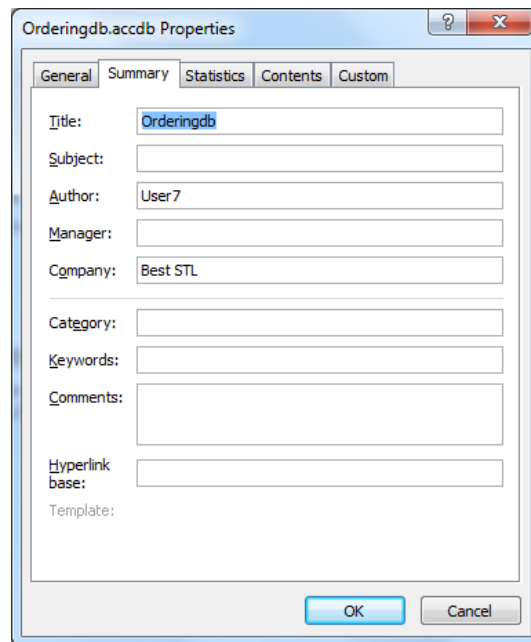 Orderingdb.accdb Properties
General Summary Statistics Contents Custom
Title: Orderingdb
Subject:
Author: User7
Manager:
Company: Best STL
Category:
Keywords:
Comments:
Hyperlink
base:
Template:
OK Cancel